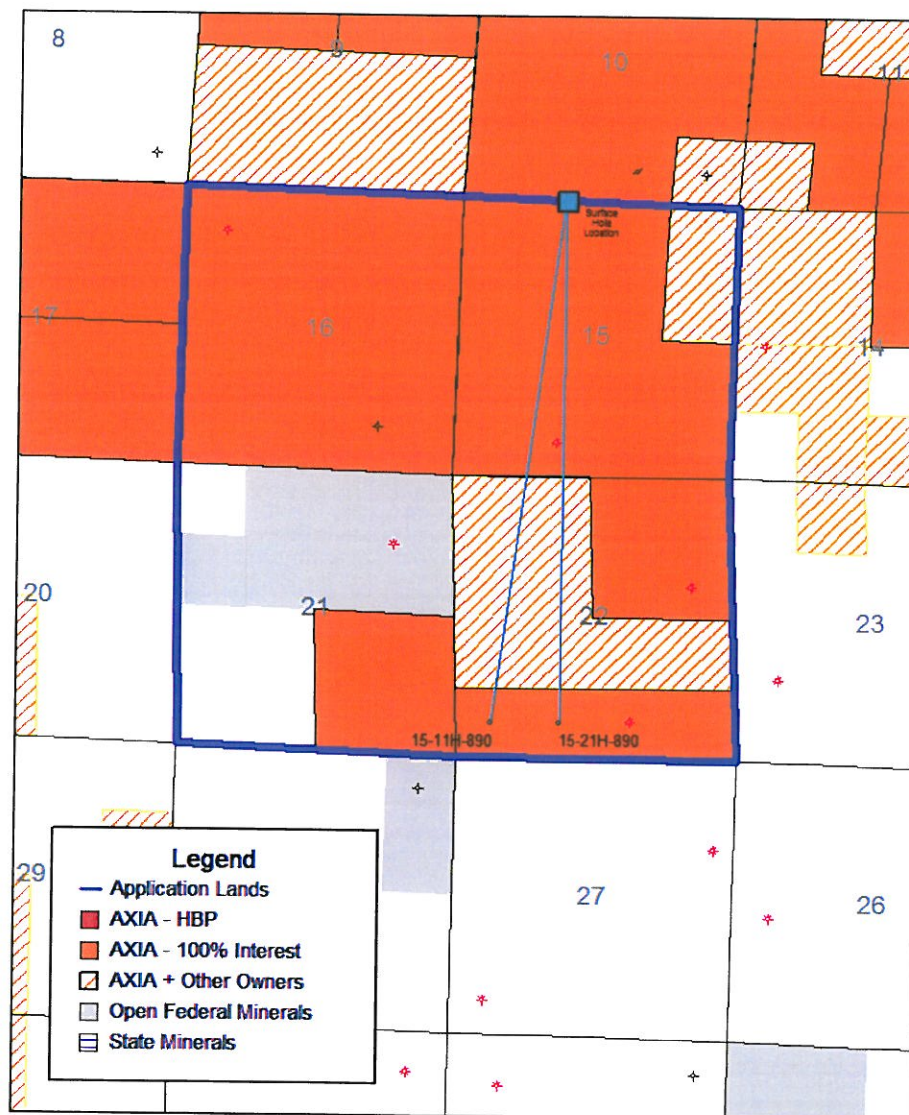 8
9
10
11
Surface
Hole
Location
17
16
15
14
20
21
22
23
15-11H-890
15-21H-890
29
27
26
Legend
Application Lands
AXIA - HBP
AXIA - 100% Interest
AXIA + Other Owners
Open Federal Minerals
State Minerals